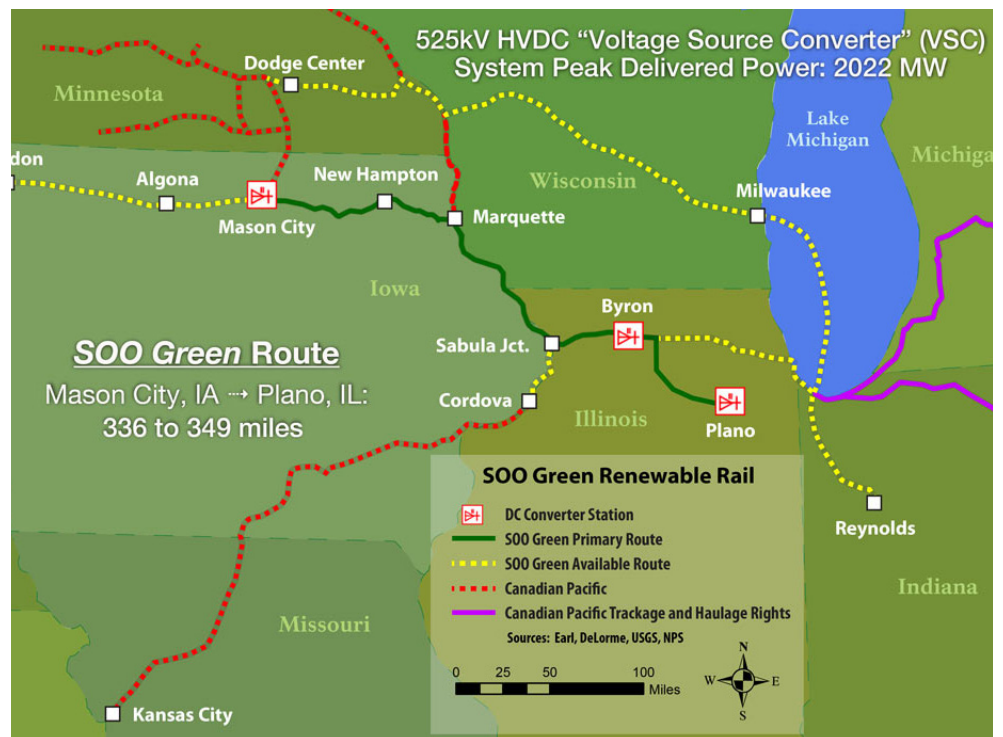 525kV HVDC “Voltage Source Converter” (VSC)
System Peak Delivered Power: 2022 MW
Dodge Center
Minnesota
Lake
Michigan
Michiga
don
Algona
New Hampton
Wisconsin
Milwaukee
Mason City
Marquette
Iowa
Byron
Sabula Jct.
SOO Green Route
Mason City, IA ⇢ Plano, IL:
336 to 349 miles
Cordova
Illinois
Plano
SOO Green Renewable Rail
DC Converter Station
SOO Green Primary Route
SOO Green Available Route
Canadian Pacific
Canadian Pacific Trackage and Haulage Rights
Sources: Earl, DeLorme, USGS, NPS
0 25 50 100
Miles
N
W E
S
Reynolds
Indiana
Missouri
Kansas City